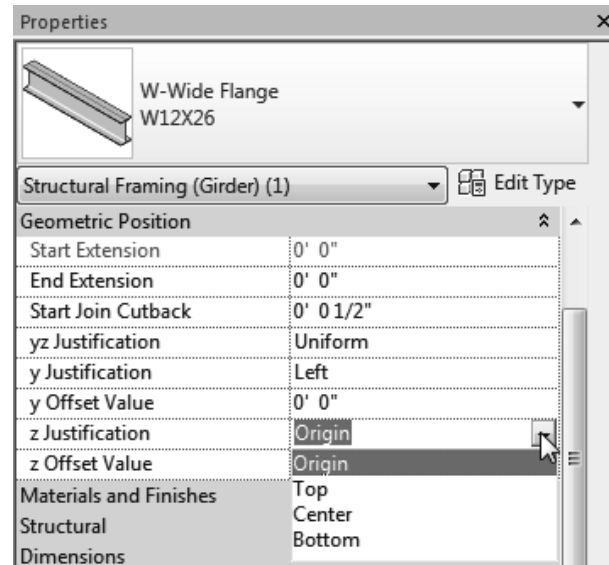 Properties ×
W-Wide Flange
W12X26
Structural Framing (Girder) (1) Edit Type
Geometric Position
Start Extension 0' 0"
End Extension 0' 0"
Start Join Cutback 0' 0 1/2"
yz Justification Uniform
y Justification Left
y Offset Value 0' 0"
z Justification Origin
z Offset Value Origin
Materials and Finishes Top
Structural Center
Dimensions Bottom